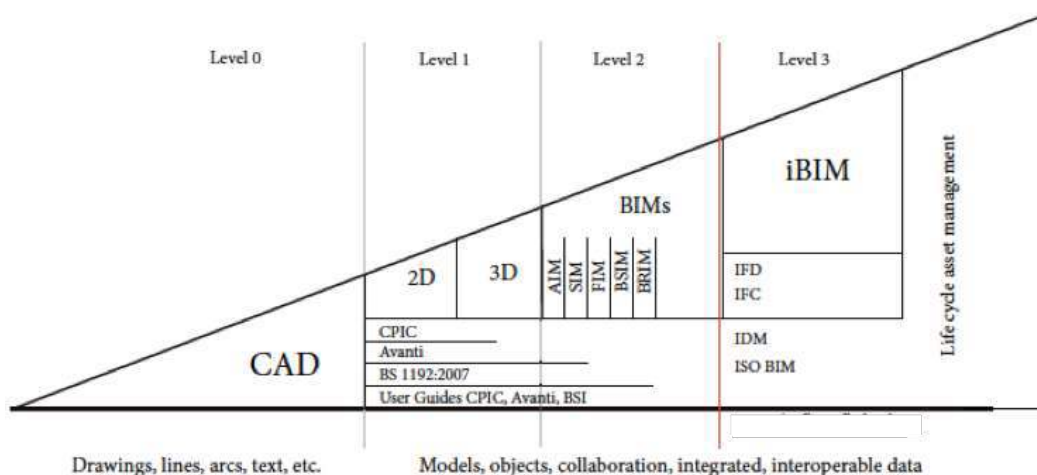 Level 0
Level 1
Level 2
Level 3
iBIM
BIMs
2D
3D
AIM
SIM
FIM
BSIM
BRIM
IFD
IFC
Life cycle asset management
CAD
CPIC
Avanti
BS 1192:2007
User Guides CPIC, Avanti, BSI
IDM
ISO BIM
Drawings, lines, arcs, text, etc.
Models, objects, collaboration, integrated, interoperable data